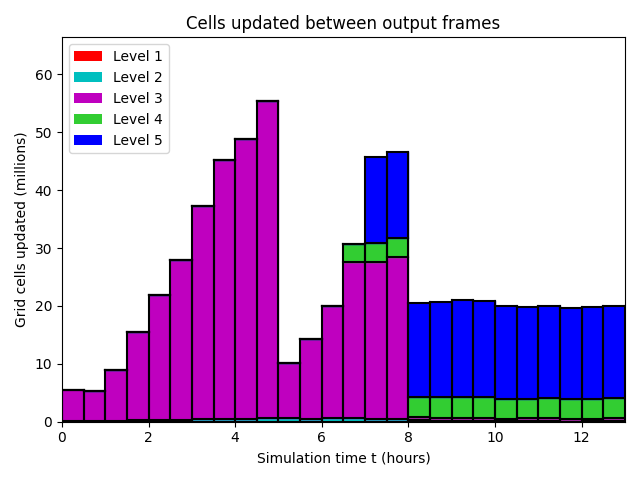 Cells updated between output frames
Level 1
Level 2
Level 3
Level 4
Level 5
Grid cells updated (millions)
60
50
40
30
20
10
0
0 2 4 6 8 10 12
Simulation time t (hours)